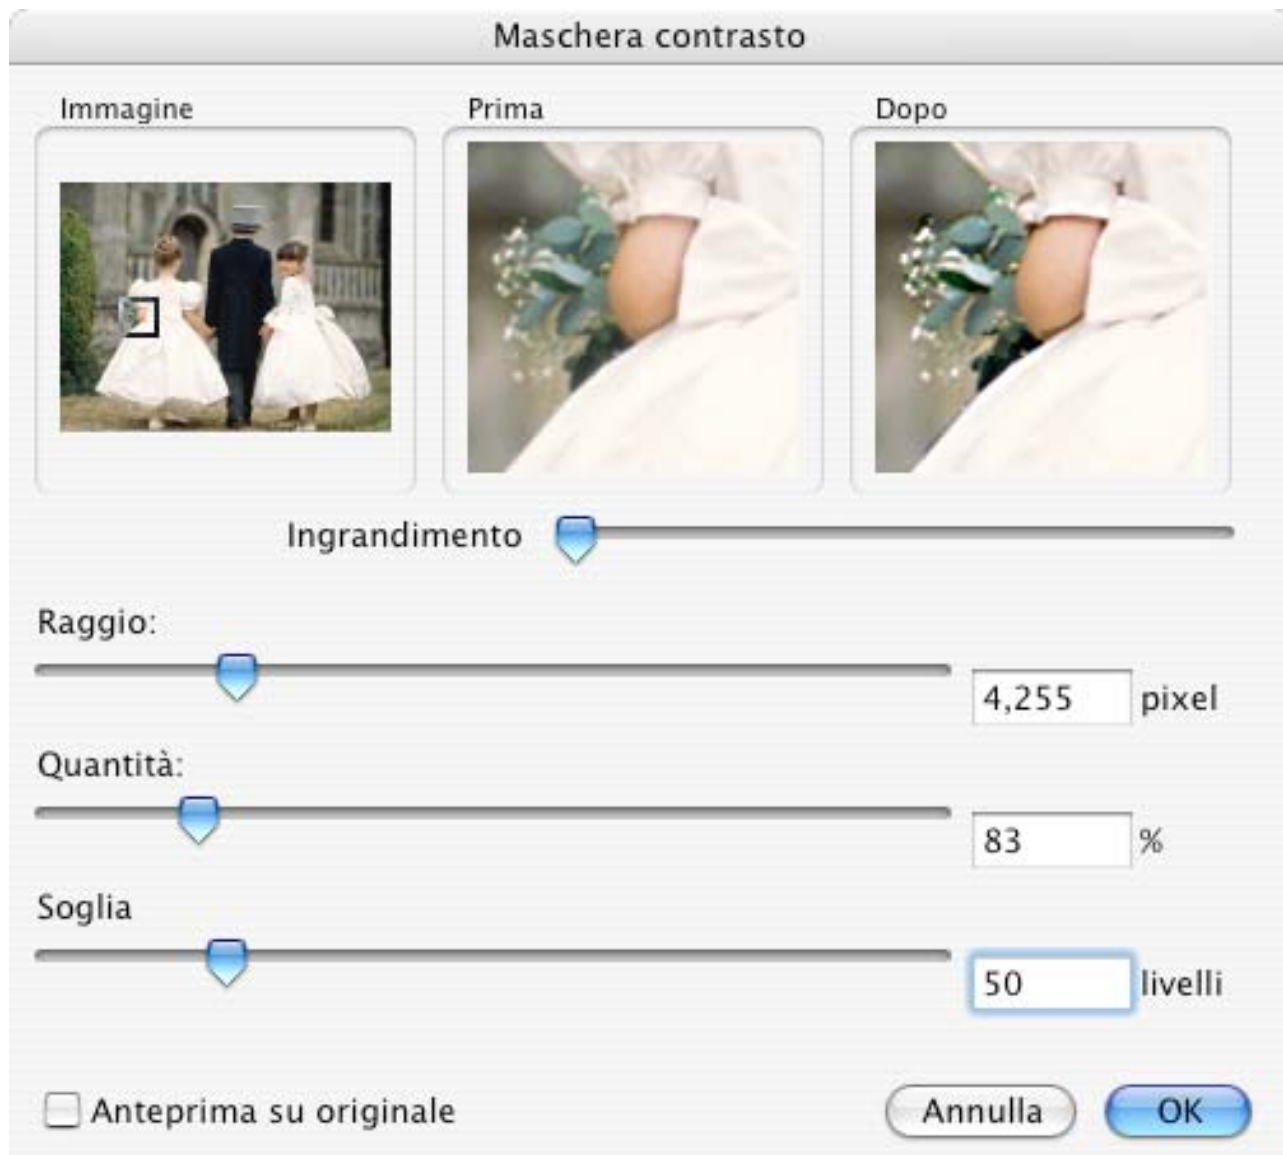 Maschera contrasto
Immagine
Prima
Dopo
Ingrandimento
Raggio:
4,255 pixel
Quantità:
83 %
Soglia
50 livelli
Anteprima su originale
Annulla
OK